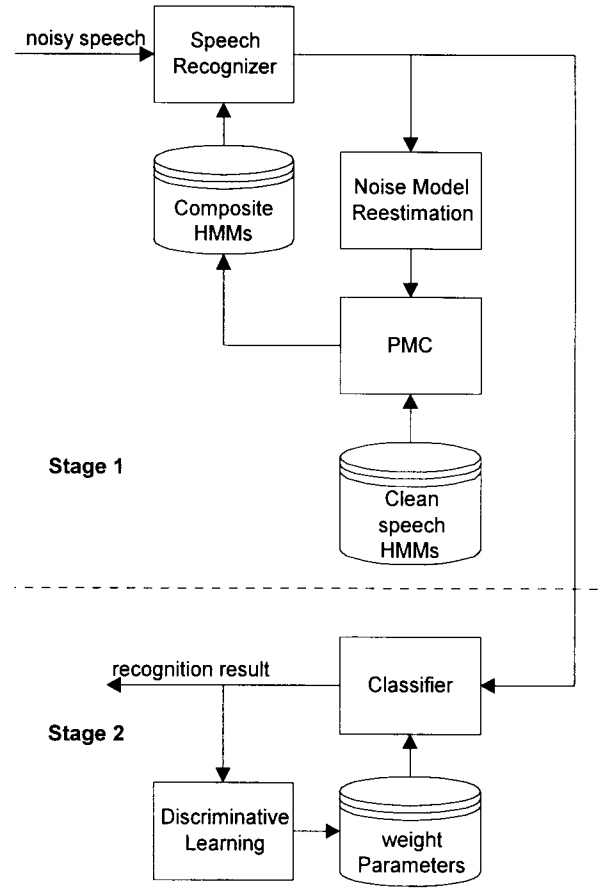 noisy speech
Speech
Recognizer
Composite
HMMs
Noise Model
Reestimation
PMC
Stage 1
Clean
speech
HMMs
recognition result
Classifier
Stage 2
Discriminative
Learning
weight
Parameters